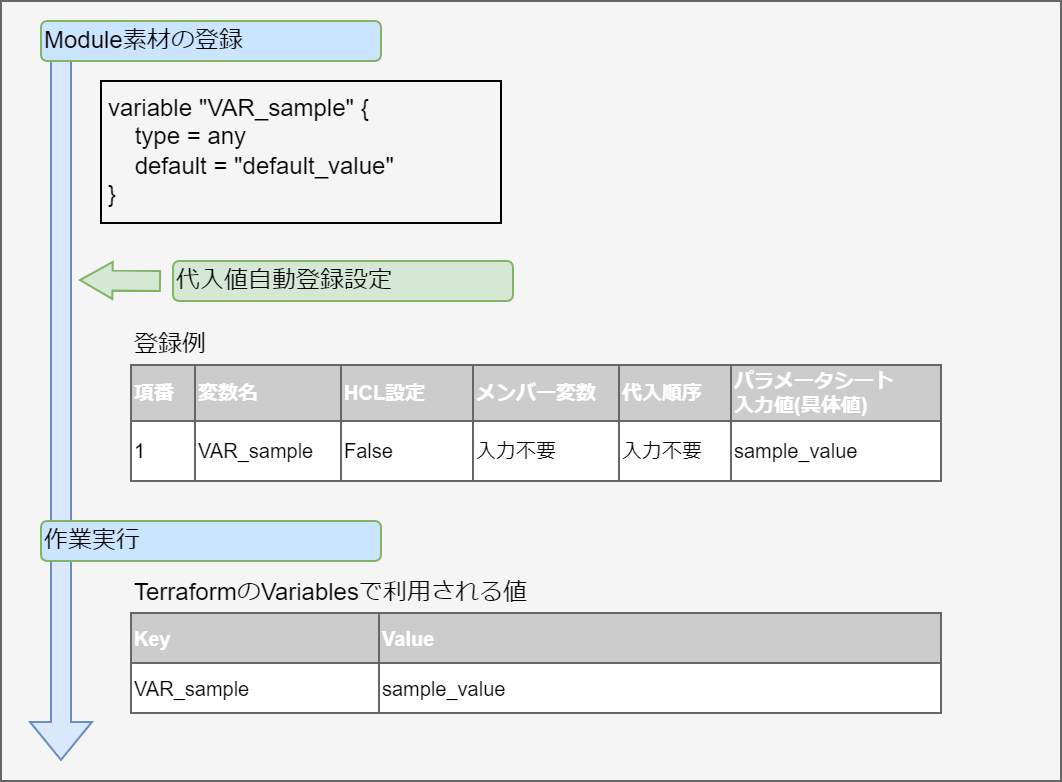 Module素材の登録
variable "VAR_sample" {
    type = any
    default = "default_value"
}
代入値自動登録設定
登録例
項番 変数名 HCL設定 メンバー変数 代入順序 パラメータシート
入力値(具体値)
1 VAR_sample False 入力不要 入力不要 sample_value
作業実行
TerraformのVariablesで利用される値
Key Value
VAR_sample sample_value